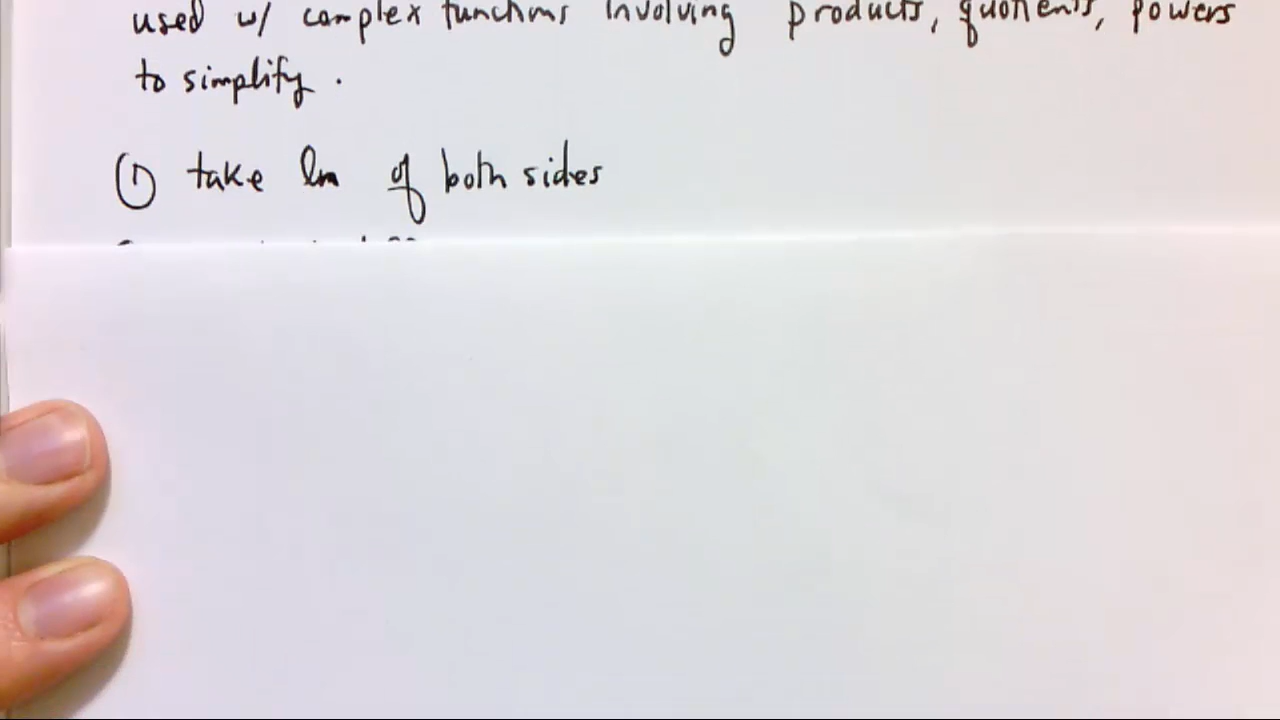 used w/ complex functions involving products, quotients, powers
to simplify.
① take ln of both sides